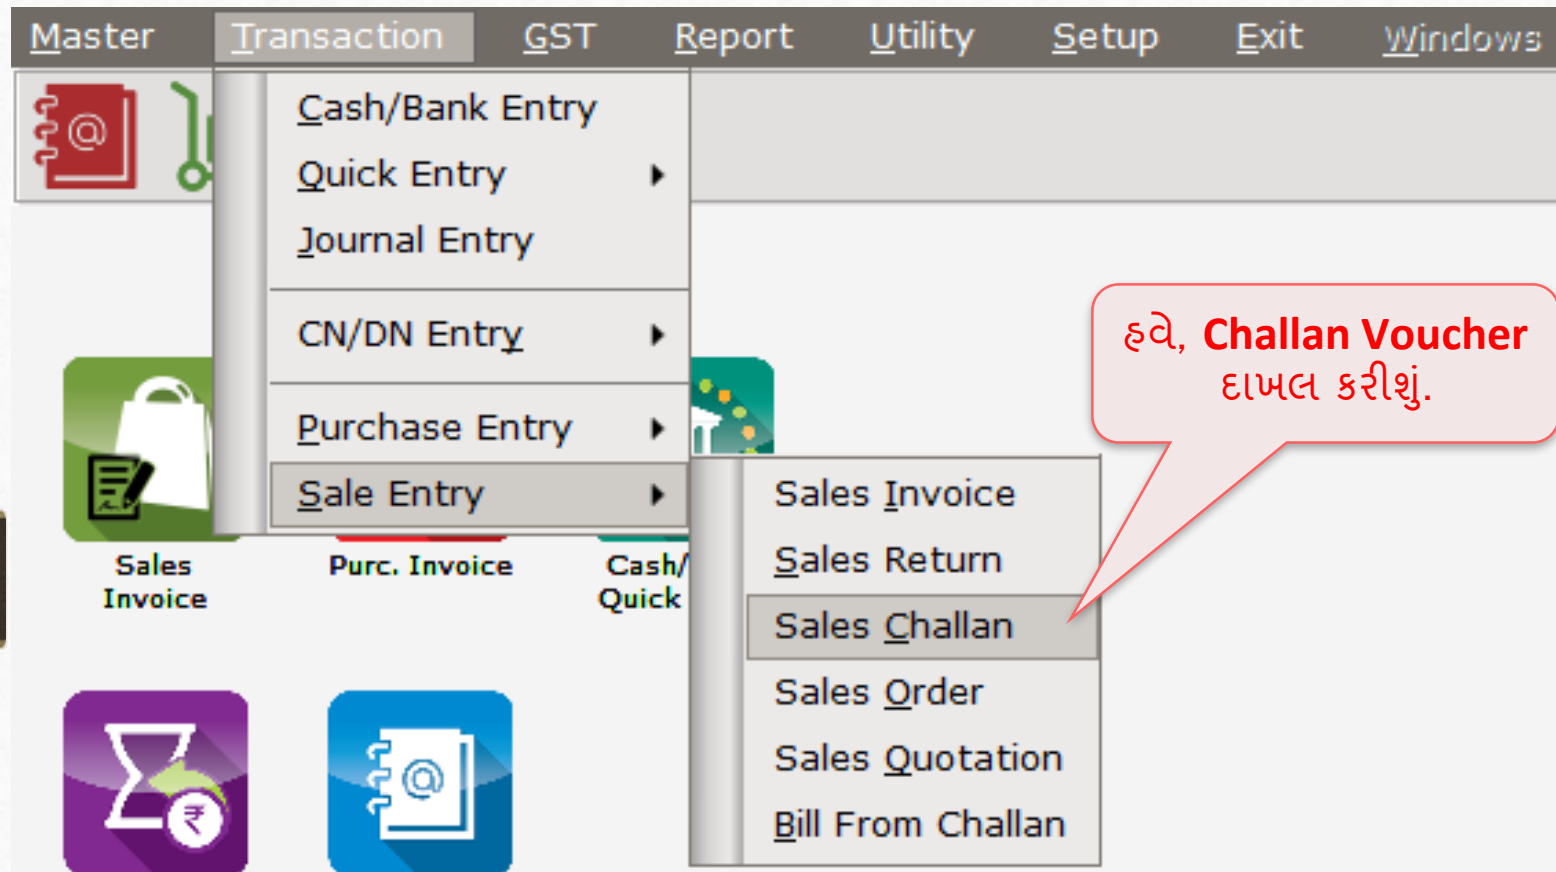 Master Transaction GST Report Utility Setup Exit Windows
Cash/Bank Entry
Quick Entry
Journal Entry
CN/DN Entry
Purchase Entry
Sale Entry
હવે, Challan Voucher
દાખલ કરીશું.
Sales Invoice
Sales Return
Sales Challan
Sales Order
Sales Quotation
Bill From Challan
Sales
Invoice
Purc. Invoice
Cash/
Quick